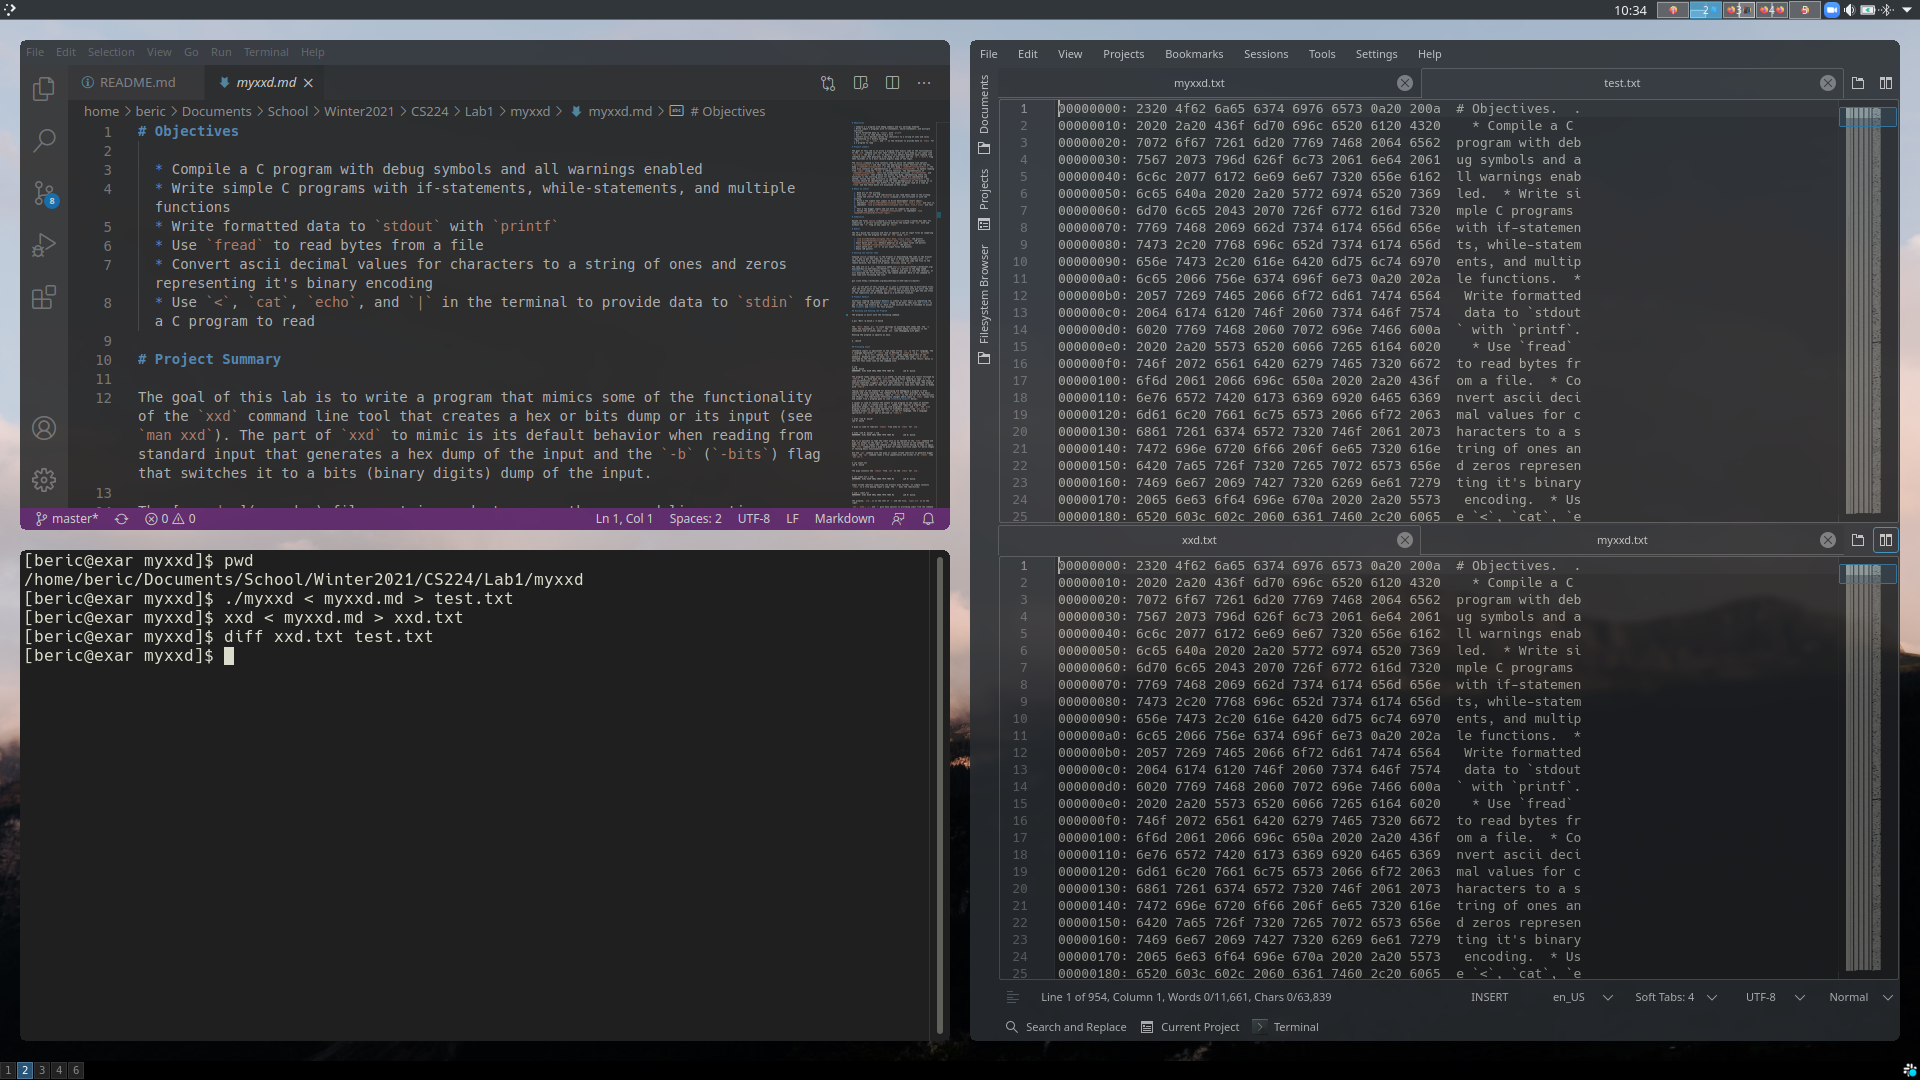 10:34
2
3
4
5
File Edit Selection View Go Run Terminal Help
README.md
myxxd.md
home > beric > Documents > School > Winter2021 > CS224 > Lab1 > myxxd > myxxd.md > # Objectives
1 # Objectives
2
3 * Compile a C program with debug symbols and all warnings enabled
4 * Write simple C programs with if-statements, while-statements, and multiple
functions
5 * Write formatted data to `stdout` with `printf`
6 * Use `fread` to read bytes from a file
7 * Convert ascii decimal values for characters to a string of ones and zeros
representing it's binary encoding
8 * Use `<`, `cat`, `echo`, and `|` in the terminal to provide data to `stdin` for
a C program to read
9
10 # Project Summary
11
12 The goal of this lab is to write a program that mimics some of the functionality
of the `xxd` command line tool that creates a hex or bits dump or its input (see
`man xxd`). The part of `xxd` to mimic is its default behavior when reading from
standard input that generates a hex dump of the input and the `-b` (`-bits`) flag
that switches it to a bits (binary digits) dump of the input.
13
8
master* 0 0 Ln 1, Col 1 Spaces: 2 UTF-8 LF Markdown
[beric@exar myxxd]$ pwd
/home/beric/Documents/School/Winter2021/CS224/Lab1/myxxd
[beric@exar myxxd]$ ./myxxd < myxxd.md > test.txt
[beric@exar myxxd]$ xxd < myxxd.md > xxd.txt
[beric@exar myxxd]$ diff xxd.txt test.txt
[beric@exar myxxd]$
File Edit View Projects Bookmarks Sessions Tools Settings Help
Documents
Projects
Filesystem Browser
myxxd.txt
test.txt
1 00000000: 2320 4f62 6a65 6374 6976 6573 0a20 200a # Objectives. .
2 00000010: 2020 2a20 436f 6d70 696c 6520 6120 4320 * Compile a C
3 00000020: 7072 6f67 7261 6d20 7769 7468 2064 6562 program with deb
4 00000030: 7567 2073 796d 626f 6c73 2061 6e64 2061 ug symbols and a
5 00000040: 6c6c 2077 6172 6e69 6e67 7320 656e 6162 ll warnings enab
6 00000050: 6c65 640a 2020 2a20 5772 6974 6520 7369 led. * Write si
7 00000060: 6d70 6c65 2043 2070 726f 6772 616d 7320 mple C programs
8 00000070: 7769 7468 2069 662d 7374 6174 656d 656e with if-statemen
9 00000080: 7473 2c20 7768 696c 652d 7374 6174 656d ts, while-statem
10 00000090: 656e 7473 2c20 616e 6420 6d75 6c74 6970 ents, and multip
11 000000a0: 6c65 2066 756e 6374 696f 6e73 0a20 202a le functions. *
12 000000b0: 2057 7269 7465 2066 6f72 6d61 7474 6564 Write formatted
13 000000c0: 2064 6174 6120 746f 2060 7374 646f 7574 data to `stdout
14 000000d0: 6020 7769 7468 2060 7072 696e 7466 600a ` with `printf`.
15 000000e0: 2020 2a20 5573 6520 6066 7265 6164 6020 * Use `fread`
16 000000f0: 746f 2072 6561 6420 6279 7465 7320 6672 to read bytes fr
17 00000100: 6f6d 2061 2066 696c 650a 2020 2a20 436f om a file. * Co
18 00000110: 6e76 6572 7420 6173 6369 6920 6465 6369 nvert ascii deci
19 00000120: 6d61 6c20 7661 6c75 6573 2066 6f72 2063 mal values for c
20 00000130: 6861 7261 6374 6572 7320 746f 2061 2073 haracters to a s
21 00000140: 7472 696e 6720 6f66 206f 6e65 7320 616e tring of ones an
22 00000150: 6420 7a65 726f 7320 7265 7072 6573 656e d zeros represen
23 00000160: 7469 6e67 2069 7427 7320 6269 6e61 7279 ting it's binary
24 00000170: 2065 6e63 6f64 696e 670a 2020 2a20 5573 encoding. * Us
25 00000180: 6520 603c 602c 2060 6361 7460 2c20 6065 e `<`, `cat`, `e
xxd.txt
myxxd.txt
1 00000000: 2320 4f62 6a65 6374 6976 6573 0a20 200a # Objectives. .
2 00000010: 2020 2a20 436f 6d70 696c 6520 6120 4320 * Compile a C
3 00000020: 7072 6f67 7261 6d20 7769 7468 2064 6562 program with deb
4 00000030: 7567 2073 796d 626f 6c73 2061 6e64 2061 ug symbols and a
5 00000040: 6c6c 2077 6172 6e69 6e67 7320 656e 6162 ll warnings enab
6 00000050: 6c65 640a 2020 2a20 5772 6974 6520 7369 led. * Write si
7 00000060: 6d70 6c65 2043 2070 726f 6772 616d 7320 mple C programs
8 00000070: 7769 7468 2069 662d 7374 6174 656d 656e with if-statemen
9 00000080: 7473 2c20 7768 696c 652d 7374 6174 656d ts, while-statem
10 00000090: 656e 7473 2c20 616e 6420 6d75 6c74 6970 ents, and multip
11 000000a0: 6c65 2066 756e 6374 696f 6e73 0a20 202a le functions. *
12 000000b0: 2057 7269 7465 2066 6f72 6d61 7474 6564 Write formatted
13 000000c0: 2064 6174 6120 746f 2060 7374 646f 7574 data to `stdout
14 000000d0: 6020 7769 7468 2060 7072 696e 7466 600a ` with `printf`.
15 000000e0: 2020 2a20 5573 6520 6066 7265 6164 6020 * Use `fread`
16 000000f0: 746f 2072 6561 6420 6279 7465 7320 6672 to read bytes fr
17 00000100: 6f6d 2061 2066 696c 650a 2020 2a20 436f om a file. * Co
18 00000110: 6e76 6572 7420 6173 6369 6920 6465 6369 nvert ascii deci
19 00000120: 6d61 6c20 7661 6c75 6573 2066 6f72 2063 mal values for c
20 00000130: 6861 7261 6374 6572 7320 746f 2061 2073 haracters to a s
21 00000140: 7472 696e 6720 6f66 206f 6e65 7320 616e tring of ones an
22 00000150: 6420 7a65 726f 7320 7265 7072 6573 656e d zeros represen
23 00000160: 7469 6e67 2069 7427 7320 6269 6e61 7279 ting it's binary
24 00000170: 2065 6e63 6f64 696e 670a 2020 2a20 5573 encoding. * Us
25 00000180: 6520 603c 602c 2060 6361 7460 2c20 6065 e `<`, `cat`, `e
Line 1 of 954, Column 1, Words 0/11,661, Chars 0/63,839 INSERT en_US Soft Tabs: 4 UTF-8 Normal
Search and Replace Current Project Terminal
1 2 3 4 6